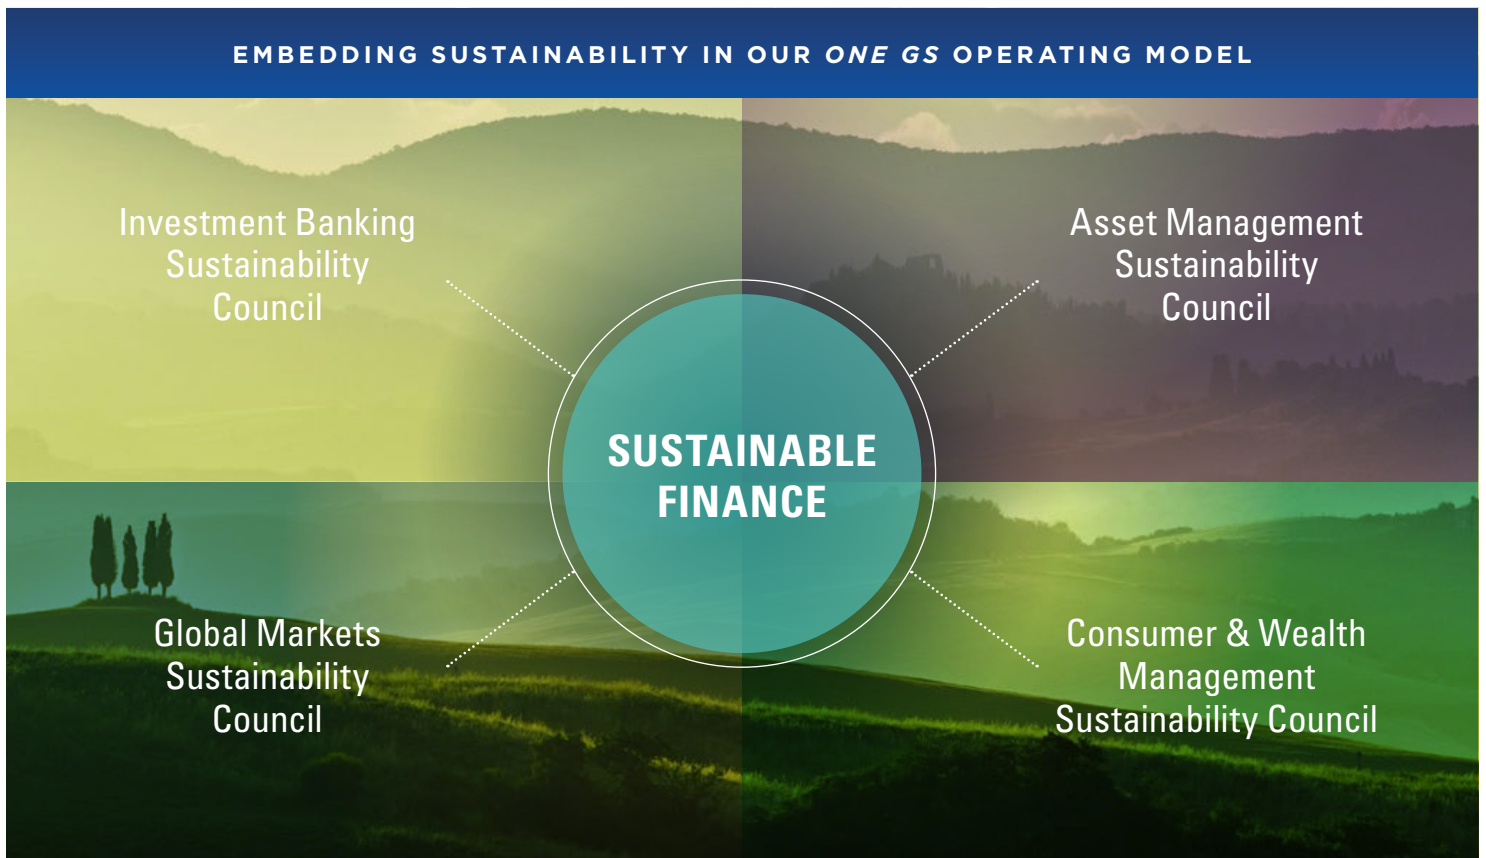 EMBEDDING SUSTAINABILITY IN OUR ONE GS OPERATING MODEL
Investment Banking
Sustainability
Council
Asset Management
Sustainability
Council
SUSTAINABLE
FINANCE
Global Markets
Sustainability
Council
Consumer & Wealth
Management
Sustainability Council